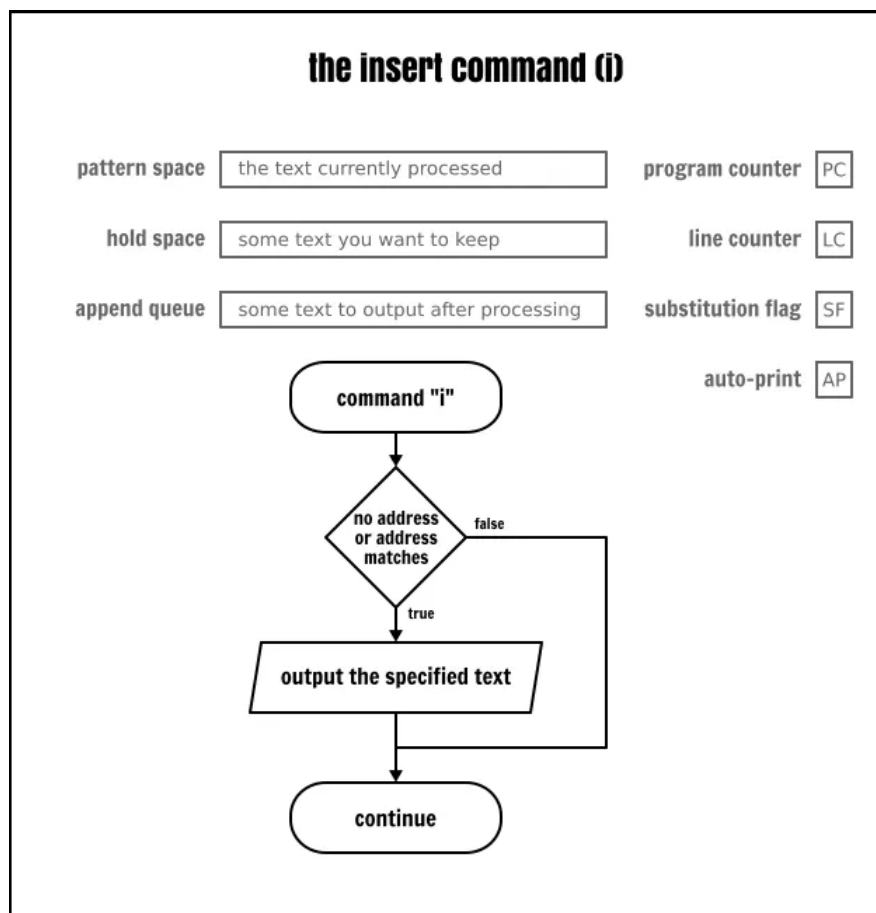 the insert command (i)
pattern space the text currently processed program counter PC
hold space some text you want to keep line counter LC
append queue some text to output after processing substitution flag SF
auto-print AP
command "i"
no address
or address
matches
false
true
output the specified text
continue